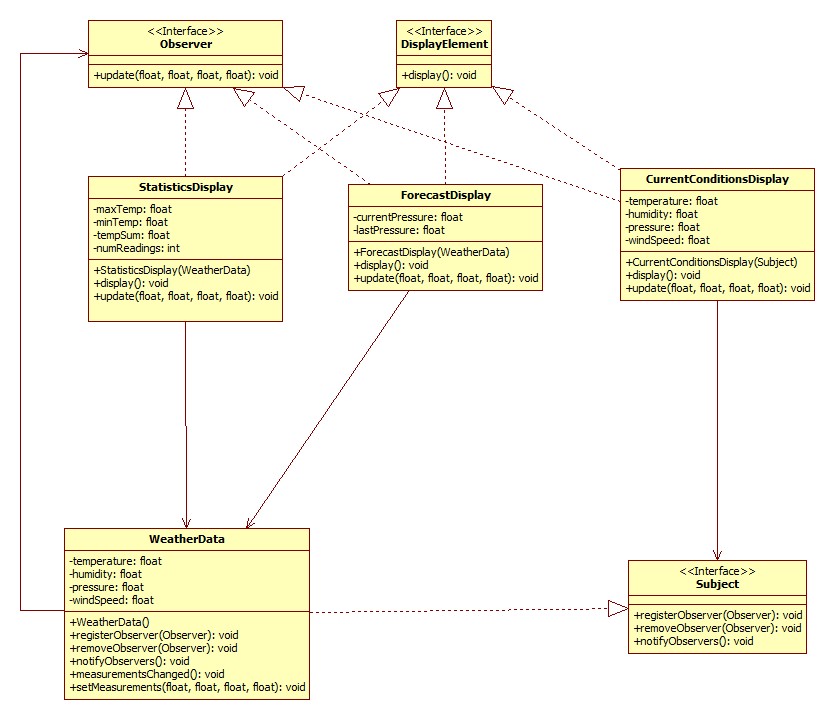 <<Interface>>
Observer
+update(float, float, float, float): void
<<Interface>>
DisplayElement
+display(): void
StatisticsDisplay
-maxTemp: float
-minTemp: float
-tempSum: float
-numReadings: int
+StatisticsDisplay(WeatherData)
+display(): void
+update(float, float, float, float): void
ForecastDisplay
-currentPressure: float
-lastPressure: float
+ForecastDisplay(WeatherData)
+display(): void
+update(float, float, float, float): void
CurrentConditionsDisplay
-temperature: float
-humidity: float
-pressure: float
-windSpeed: float
+CurrentConditionsDisplay(Subject)
+display(): void
+update(float, float, float, float): void
WeatherData
-temperature: float
-humidity: float
-pressure: float
-windSpeed: float
+WeatherData()
+registerObserver(Observer): void
+removeObserver(Observer): void
+notifyObservers(): void
+measurementsChanged(): void
+setMeasurements(float, float, float, float): void
<<Interface>>
Subject
+registerObserver(Observer): void
+removeObserver(Observer): void
+notifyObservers(): void